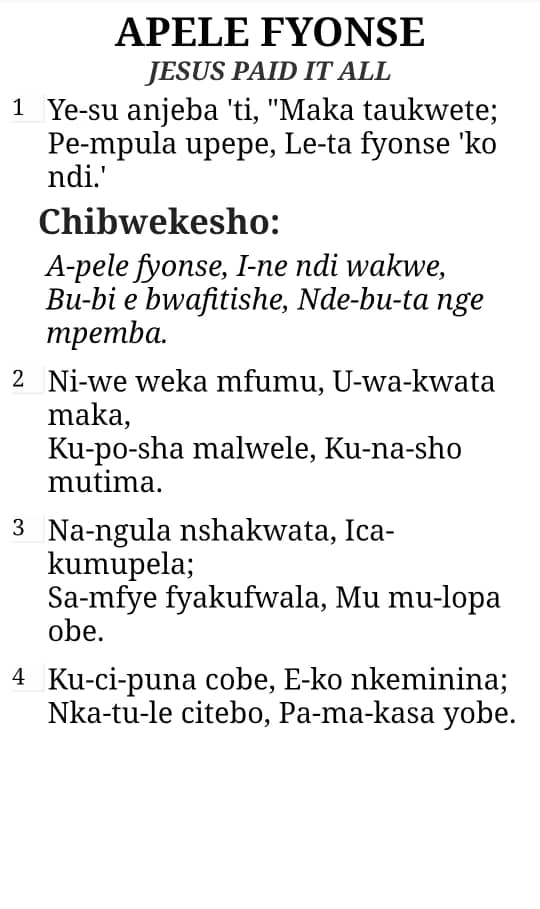 APELE FYONSE
JESUS PAID IT ALL
1 Ye-su anjeba 'ti, "Maka taukwete;
Pe-mpula upepe, Le-ta fyonse 'ko
ndi.'
Chibwekesho:
A-pele fyonse, I-ne ndi wakwe,
Bu-bi e bwafitishe, Nde-bu-ta nge
mpemba.
2 Ni-we weka mfumu, U-wa-kwata
maka,
Ku-po-sha malwele, Ku-na-sho
mutima.
3 Na-ngula nshakwata, Ica-
kumupela;
Sa-mfye fyakufwala, Mu mu-lopa
obe.
4 Ku-ci-puna cobe, E-ko nkeminina;
Nka-tu-le citebo, Pa-ma-kasa yobe.